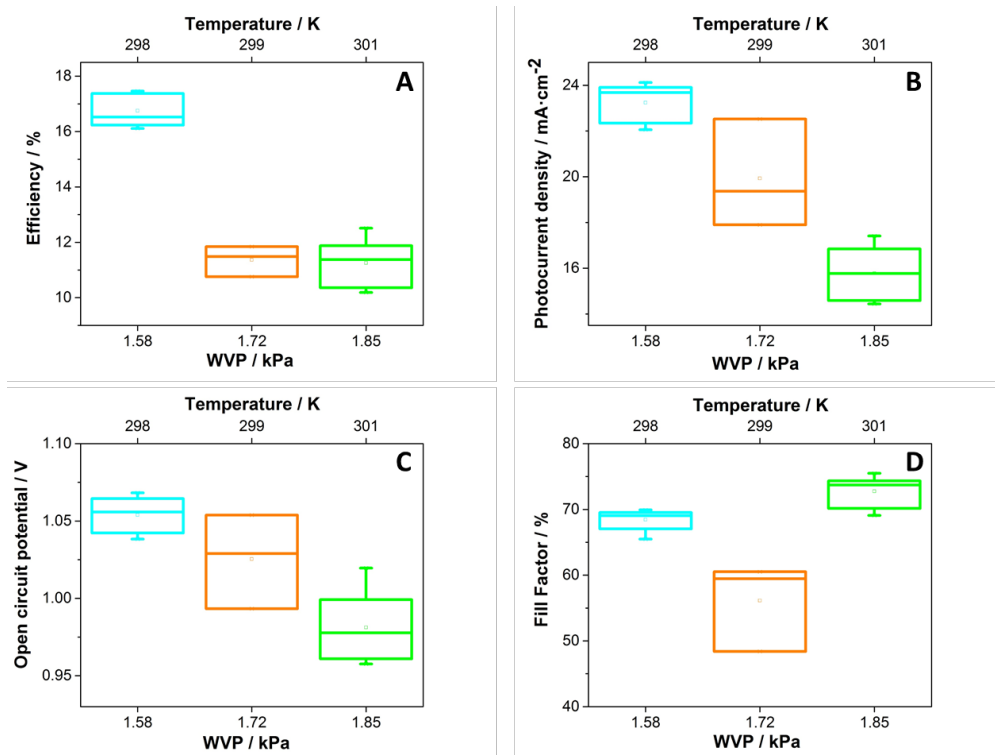 Temperature / K
298 299 301
A
Efficiency / %
18
16
14
12
10
1.58 1.72 1.85
WVP / kPa
Temperature / K
298 299 301
B
Photocurrent density / mA·cm⁻²
24
20
16
1.58 1.72 1.85
WVP / kPa
Temperature / K
298 299 301
C
Open circuit potential / V
1.10
1.05
1.00
0.95
1.58 1.72 1.85
WVP / kPa
Temperature / K
298 299 301
D
Fill Factor / %
80
70
60
50
40
1.58 1.72 1.85
WVP / kPa